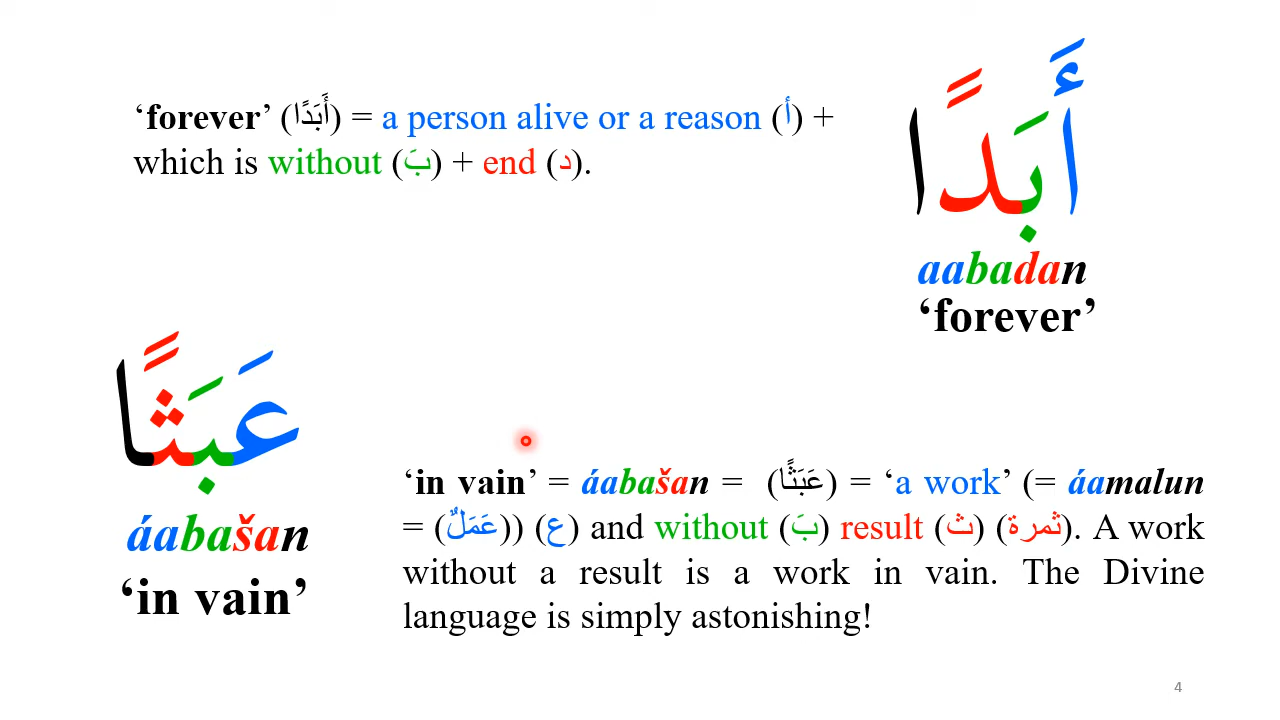 ‘forever’ (أَبَدًا) = a person alive or a reason (أ) +
which is without (بَ) + end (د).
أَبَدًا
aabadan
‘forever’
عَبَثًا
áabašan
‘in vain’
‘in vain’ = áabašan = (عَبَثًا) = ‘a work’ (= áamalun
= (عَمَلٌ)) (ع) and without (بَ) result (ث) (ثمرة). A work
without a result is a work in vain. The Divine
language is simply astonishing!
4